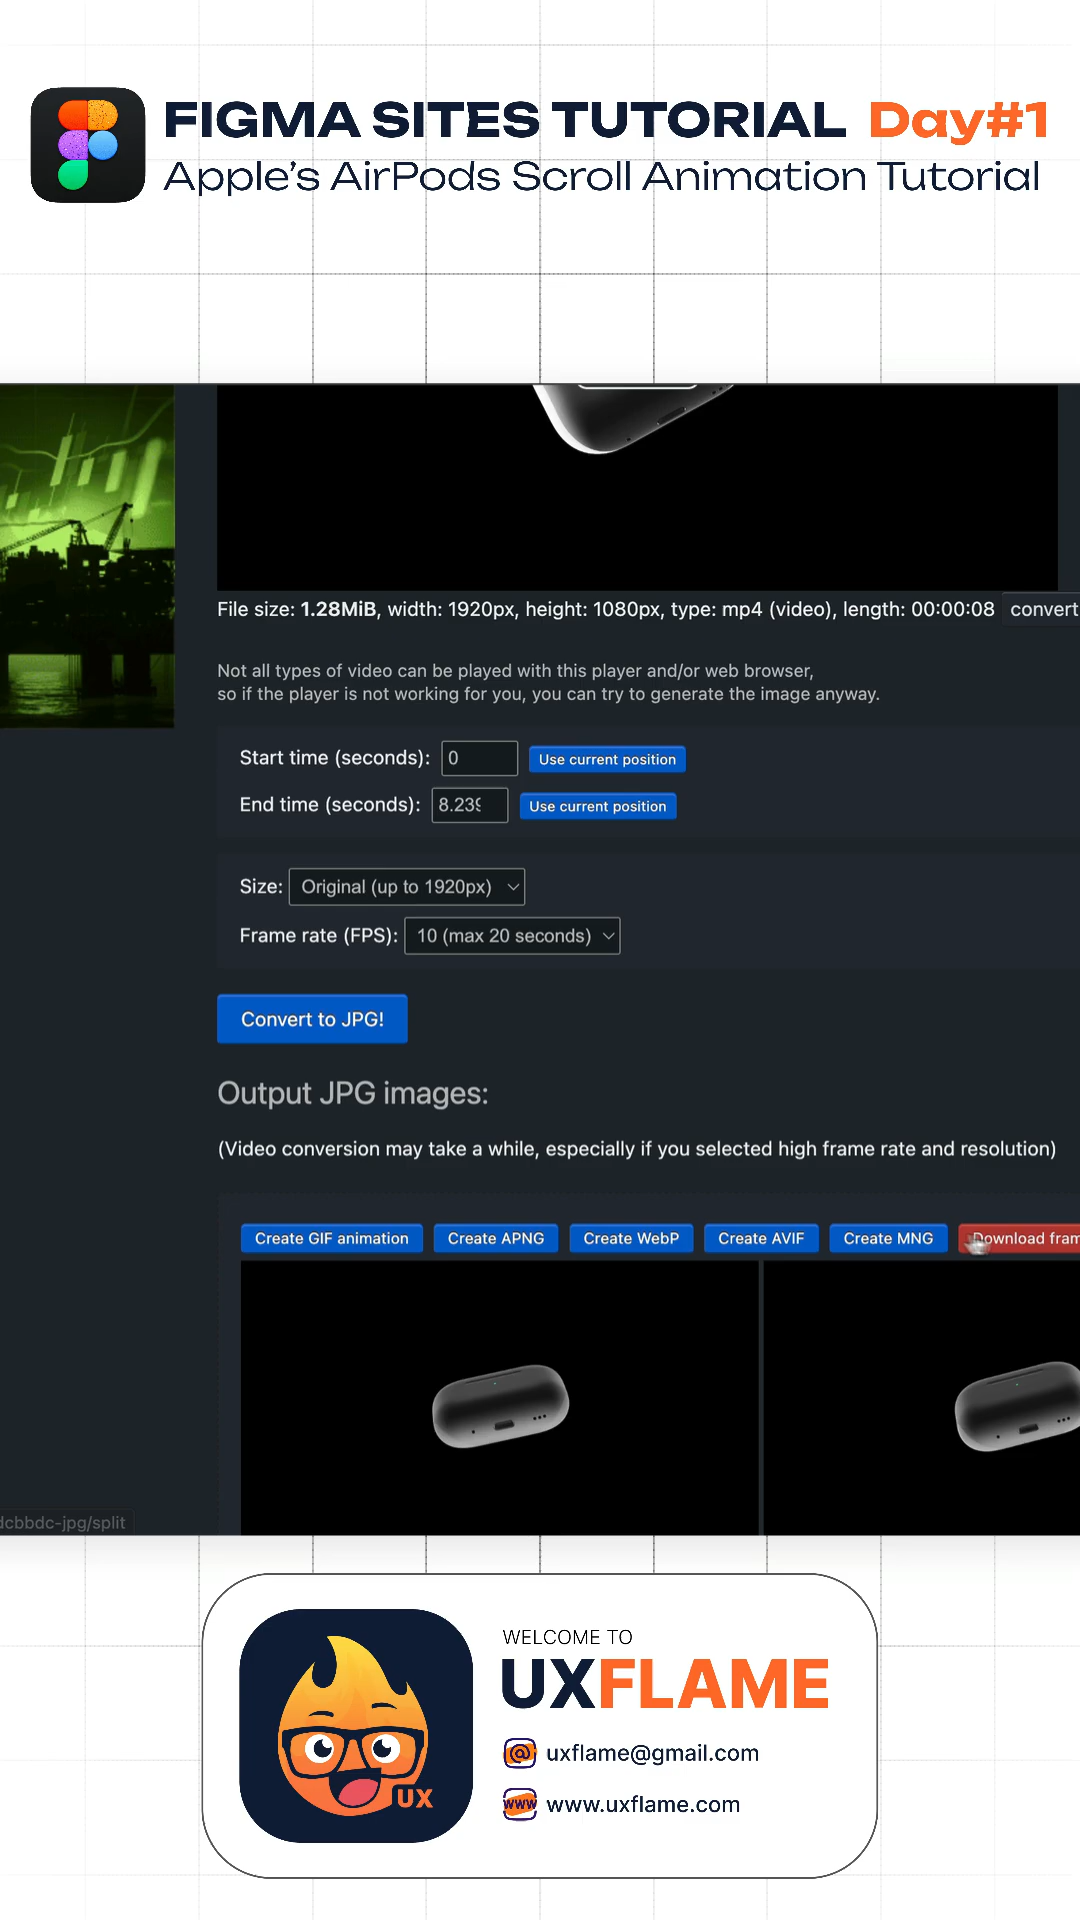 FIGMA SITES TUTORIAL Day#1
Apple's AirPods Scroll Animation Tutorial
File size: 1.28MiB, width: 1920px, height: 1080px, type: mp4 (video), length: 00:00:08 convert
Not all types of video can be played with this player and/or web browser,
so if the player is not working for you, you can try to generate the image anyway.
Start time (seconds): 0 Use current position
End time (seconds): 8.239 Use current position
Size: Original (up to 1920px)
Frame rate (FPS): 10 (max 20 seconds)
Convert to JPG!
Output JPG images:
(Video conversion may take a while, especially if you selected high frame rate and resolution)
Create GIF animation Create APNG Create WebP Create AVIF Create MNG Download fram
dcbbdc-jpg/split
WELCOME TO
UXFLAME
UX
@ uxflame@gmail.com
www www.uxflame.com